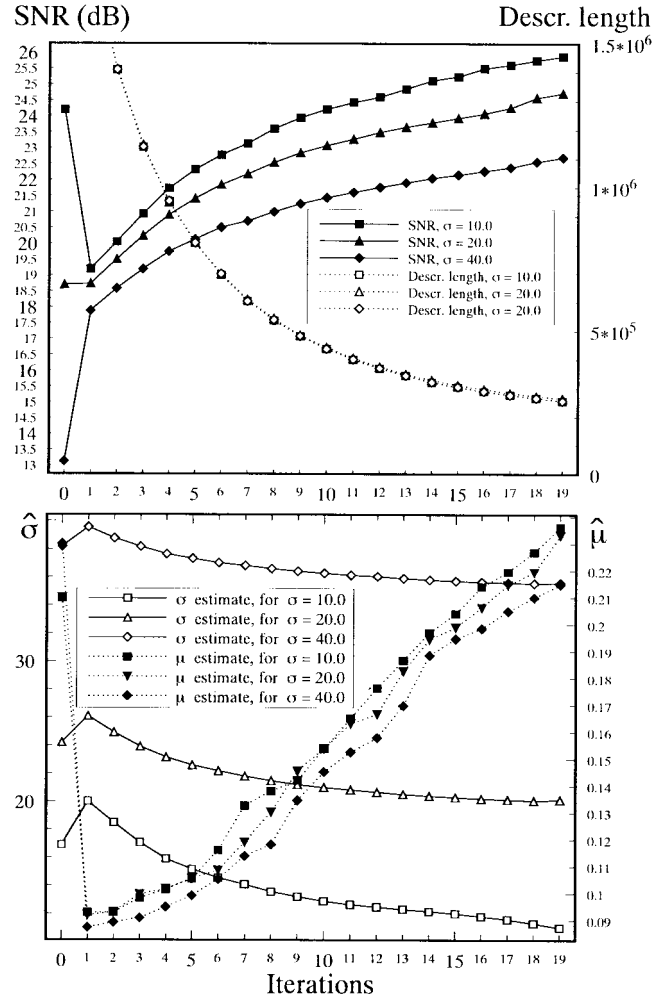 SNR (dB) Descr. length
26
25.5
25
24.5
24
23.5
23
22.5
22
21.5
21
20.5
20
19.5
19
18.5
18
17.5
17
16.5
16
15.5
15
14.5
14
13.5
13
1.5*10⁶
1*10⁶
5*10⁵
0
SNR, σ = 10.0
SNR, σ = 20.0
SNR, σ = 40.0
Descr. length, σ = 10.0
Descr. length, σ = 20.0
Descr. length, σ = 20.0
0 1 2 3 4 5 6 7 8 9 10 11 12 13 14 15 16 17 18 19
σ̂ μ̂
30
20
0.22
0.21
0.2
0.19
0.18
0.17
0.16
0.15
0.14
0.13
0.12
0.11
0.1
0.09
σ estimate, for σ = 10.0
σ estimate, for σ = 20.0
σ estimate, for σ = 40.0
μ estimate, for σ = 10.0
μ estimate, for σ = 20.0
μ estimate, for σ = 40.0
0 1 2 3 4 5 6 7 8 9 10 11 12 13 14 15 16 17 18 19
Iterations